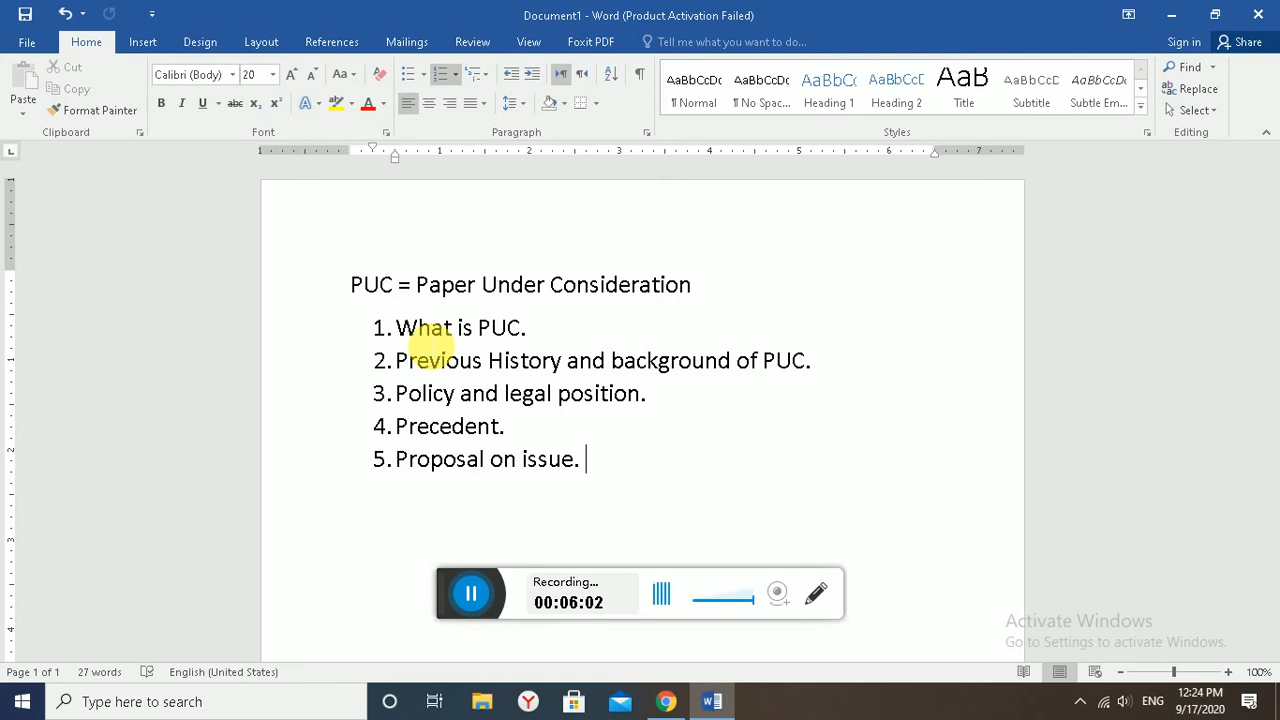 Document1 - Word (Product Activation Failed)
File Home Insert Design Layout References Mailings Review View Foxit PDF Tell me what you want to do... Sign in Share
Paste
Cut
Copy
Format Painter
Clipboard
Calibri (Body) 20
Font
Paragraph
AaBbCcDc AaBbCcDc AaBbC AaBbCcD AaB AaBbCcD AaBbCcDc
¶ Normal ¶ No Spac... Heading 1 Heading 2 Title Subtitle Subtle Em...
Styles
Find
Replace
Select
Editing
PUC = Paper Under Consideration
1. What is PUC.
2. Previous History and background of PUC.
3. Policy and legal position.
4. Precedent.
5. Proposal on issue.
Recording...
00:06:02
Activate Windows
Go to Settings to activate Windows.
Page 1 of 1 27 words English (United States) 100%
Type here to search
ENG
12:24 PM
9/17/2020